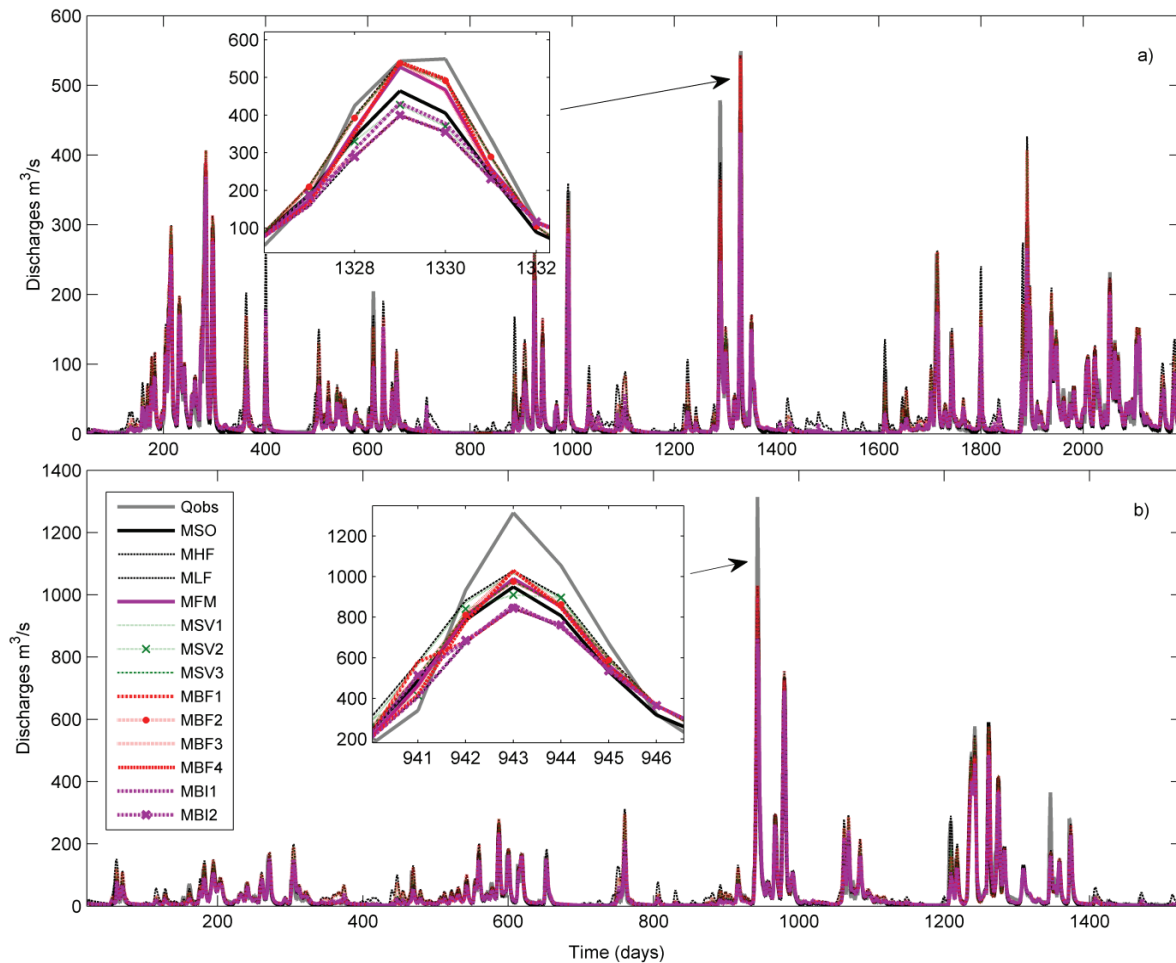 600
500
400
300
200
100
0
Discharges m³/s
a)
600
500
400
300
200
100
1328 1330 1332
200 400 600 800 1000 1200 1400 1600 1800 2000
1400
1200
1000
800
600
400
200
0
Discharges m³/s
b)
Qobs
MSO
MHF
MLF
MFM
MSV1
MSV2
MSV3
MBF1
MBF2
MBF3
MBF4
MBI1
MBI2
1200
1000
800
600
400
200
941 942 943 944 945 946
200 400 600 800 1000 1200 1400
Time (days)